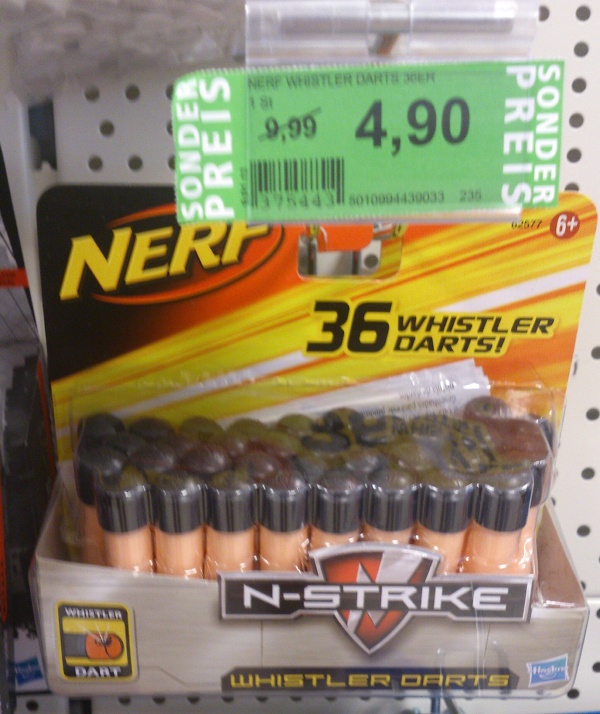 NERF WHISTLER DARTS 36ER
1 St
9,99
4,90
SONDER
PREIS
SONDER
PREIS
375443
5010994439033
235
NERF
62577
6+
36 WHISTLER
DARTS!
N-STRIKE
WHISTLER
DART
WHISTLER DARTS
Hasbro